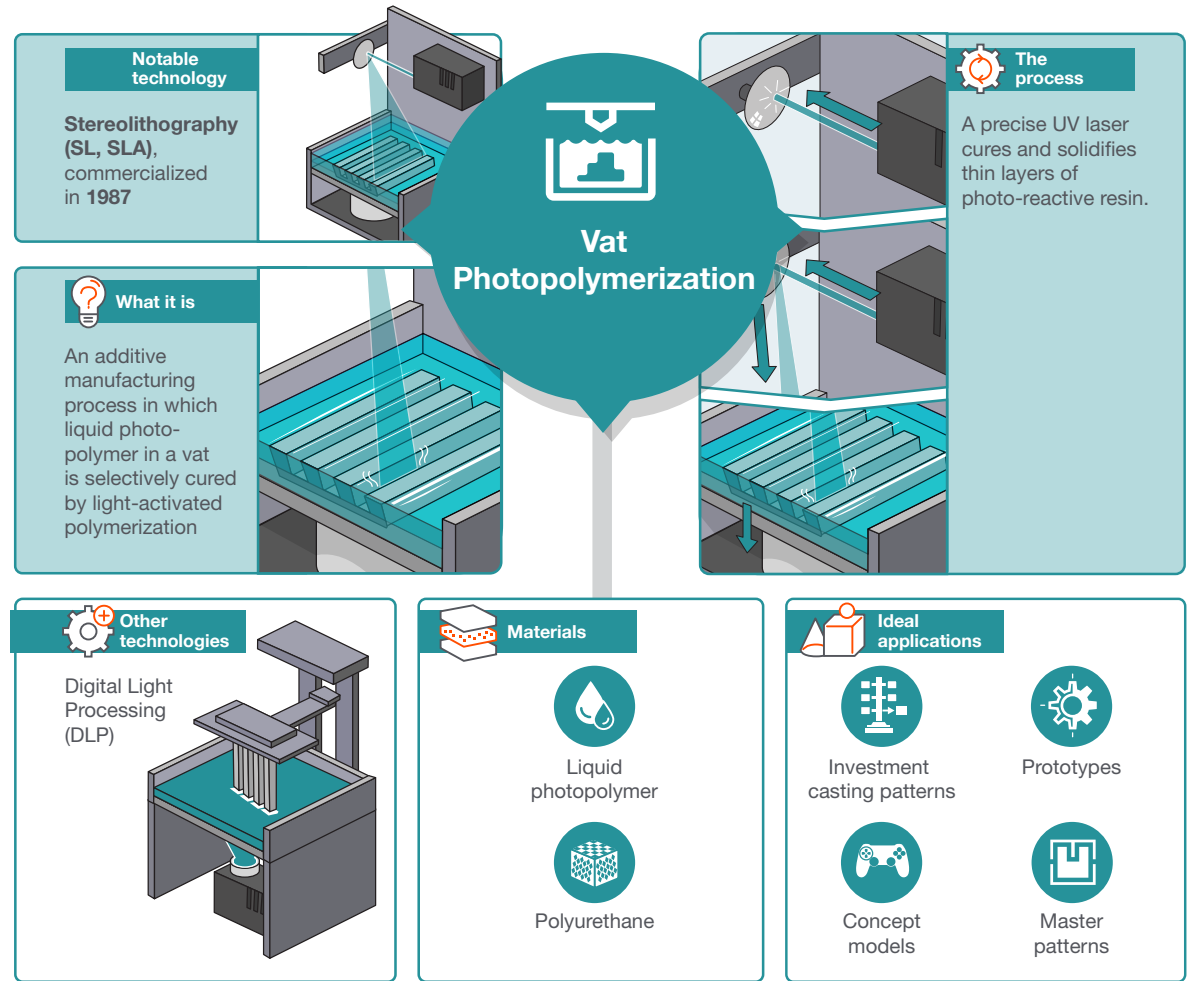 Notable
technology
Stereolithography
(SL, SLA),
commercialized
in 1987
Vat
Photopolymerization
The
process
A precise UV laser
cures and solidifies
thin layers of
photo-reactive resin.
What it is
An additive
manufacturing
process in which
liquid photo-
polymer in a vat
is selectively cured
by light-activated
polymerization
Other
technologies
Digital Light
Processing
(DLP)
Materials
Liquid
photopolymer
Polyurethane
Ideal
applications
Investment
casting patterns
Prototypes
Concept
models
Master
patterns